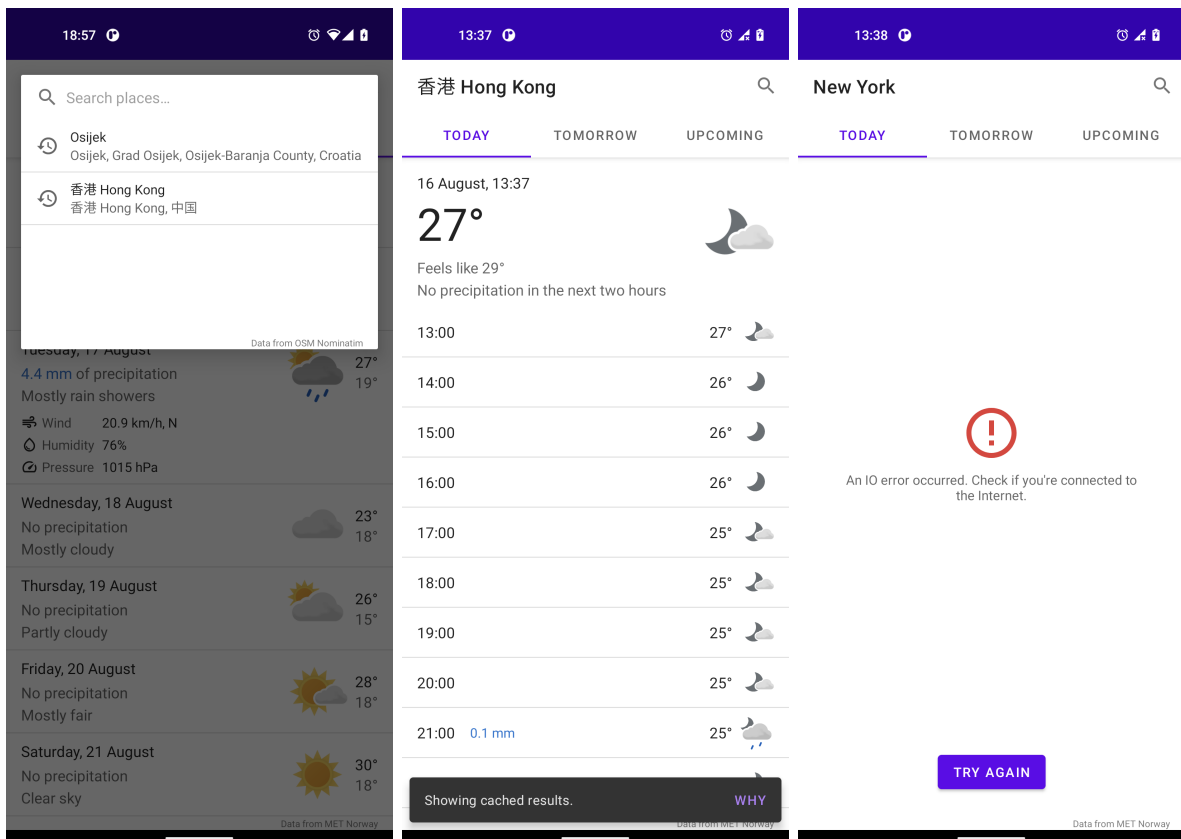 18:57
Search places...
Osijek
Osijek, Grad Osijek, Osijek-Baranja County, Croatia
香港 Hong Kong
香港 Hong Kong, 中国
Data from OSM Nominatim
Tuesday, 17 August
27°
4.4 mm of precipitation
19°
Mostly rain showers
Wind 20.9 km/h, N
Humidity 76%
Pressure 1015 hPa
Wednesday, 18 August
23°
No precipitation
18°
Mostly cloudy
Thursday, 19 August
26°
No precipitation
15°
Partly cloudy
Friday, 20 August
28°
No precipitation
18°
Mostly fair
Saturday, 21 August
30°
No precipitation
18°
Clear sky
Data from MET Norway
13:37
香港 Hong Kong
TODAY TOMORROW UPCOMING
16 August, 13:37
27°
Feels like 29°
No precipitation in the next two hours
13:00 27°
14:00 26°
15:00 26°
16:00 26°
17:00 25°
18:00 25°
19:00 25°
20:00 25°
21:00 0.1 mm 25°
Showing cached results. WHY
Data from MET Norway
13:38
New York
TODAY TOMORROW UPCOMING
An IO error occurred. Check if you're connected to
the Internet.
TRY AGAIN
Data from MET Norway